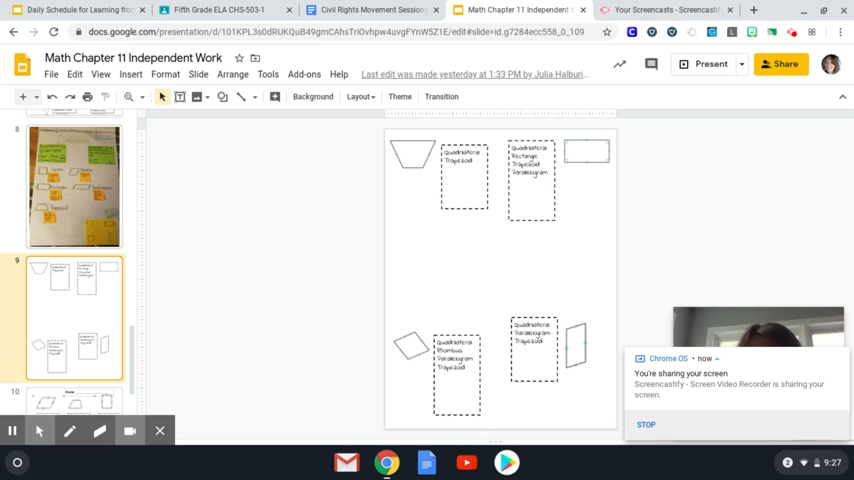 Daily Schedule for Learning from
Fifth Grade ELA CHS-503-1
Civil Rights Movement Session
Math Chapter 11 Independent W
Your Screencasts - Screencastify
docs.google.com/presentation/d/101KPL3s0dRUKQuB49gmCAhsTriOvhpw4uvgFYnW5Z1E/edit#slide=id.g7284ecc558_0_109
Math Chapter 11 Independent Work
File Edit View Insert Format Slide Arrange Tools Add-ons Help Last edit was made yesterday at 1:33 PM by Julia Halburi...
Present
Share
Background Layout Theme Transition
8
9
10
Quadrilateral
Trapezoid
Quadrilateral
Rectangle
Trapezoid
Parallelogram
Quadrilateral
Rhombus
Parallelogram
Trapezoid
Quadrilateral
Parallelogram
Trapezoid
Chrome OS • now
You're sharing your screen
Screencastify - Screen Video Recorder is sharing your
screen.
STOP
2
9:27